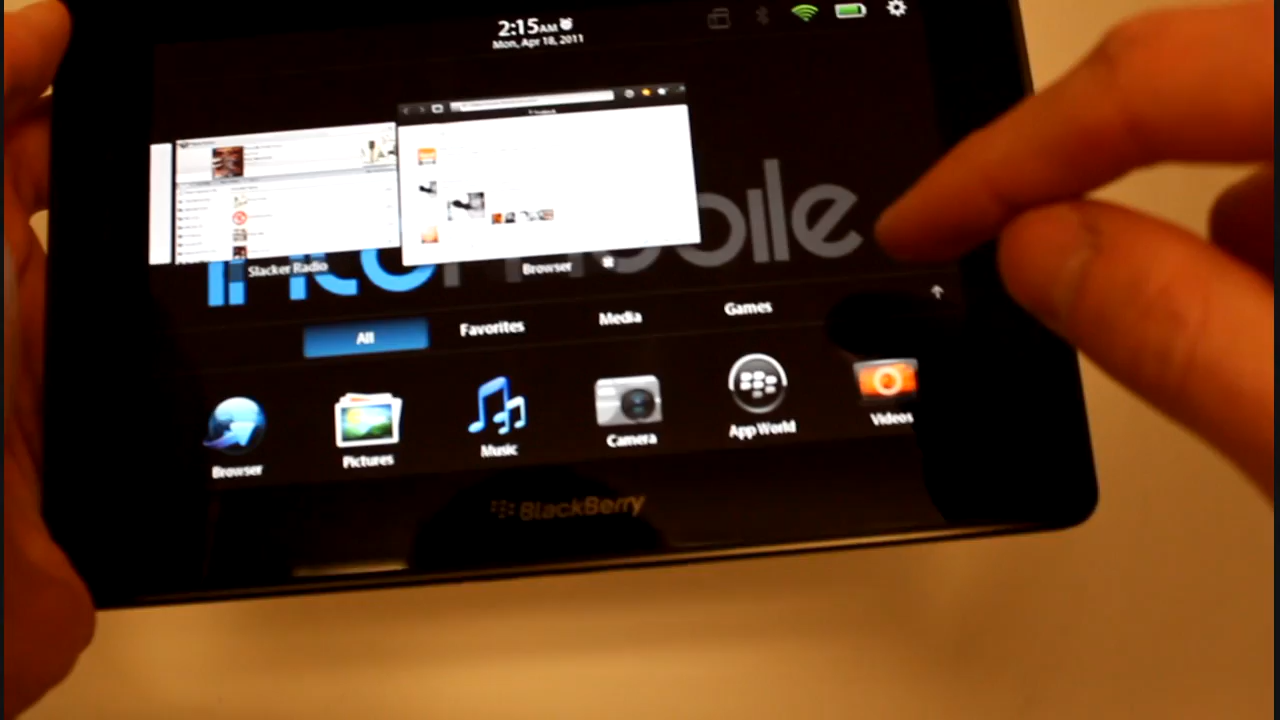 2:15AM
Mon, Apr 18, 2011
mobile
Slacker Radio
Browser
All
Favorites
Media
Games
Browser
Pictures
Music
Camera
App World
Videos
BlackBerry